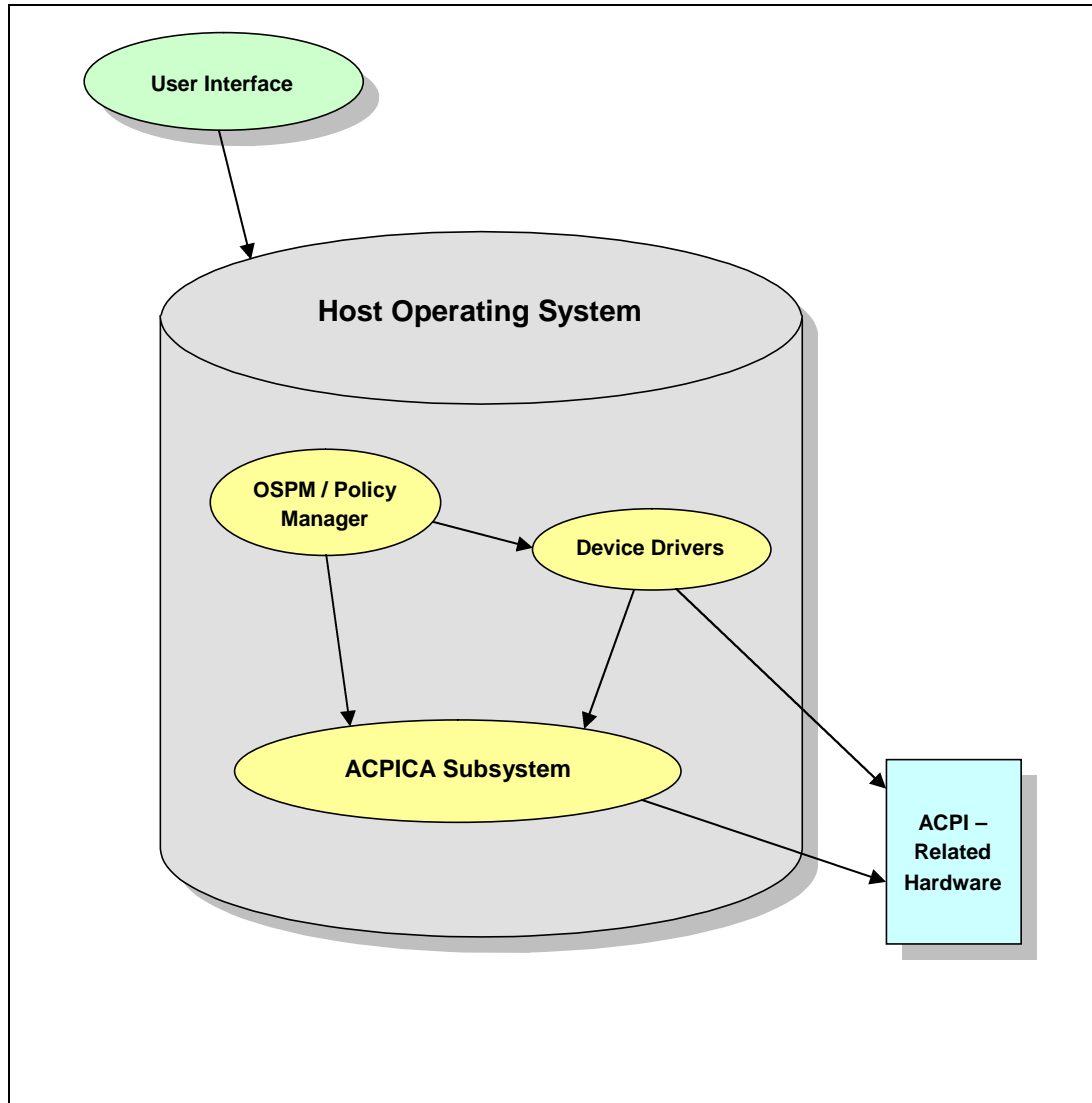 User Interface
Host Operating System
OSPM / Policy
Manager
Device Drivers
ACPICA Subsystem
ACPI –
Related
Hardware